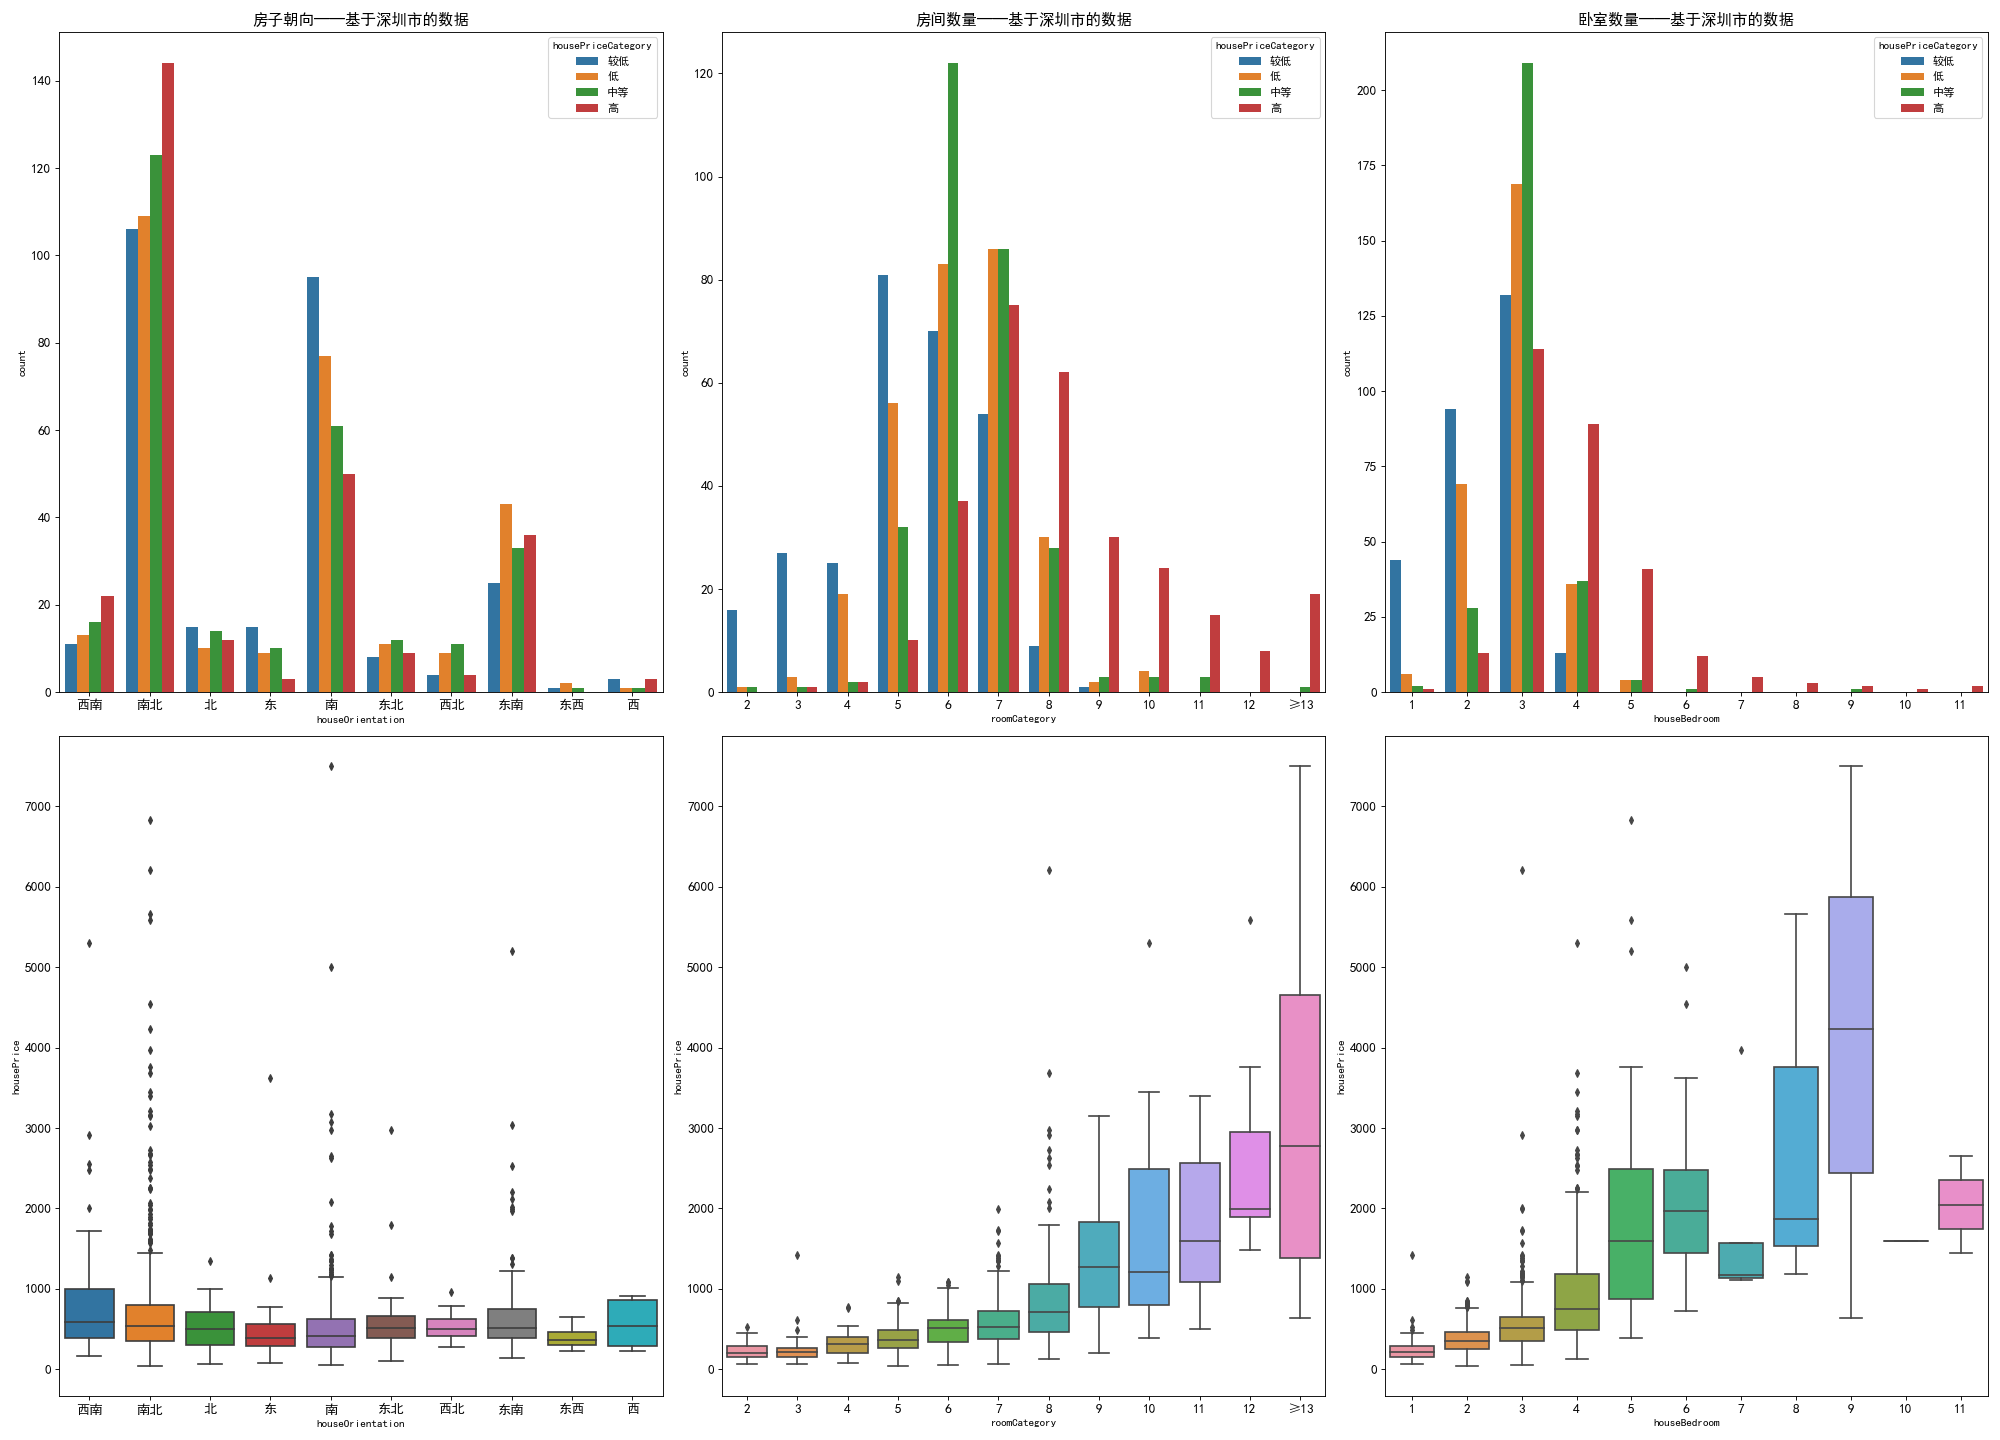 房子朝向——基于深圳市的数据
housePriceCategory
较低
低
中等
高
140
120
100
80
60
40
20
0
count
西南 南北 北 东 南 东北 西北 东南 东西 西
houseOrientation
房间数量——基于深圳市的数据
housePriceCategory
较低
低
中等
高
120
100
80
60
40
20
0
count
2 3 4 5 6 7 8 9 10 11 12 ≥13
roomCategory
卧室数量——基于深圳市的数据
housePriceCategory
较低
低
中等
高
200
175
150
125
100
75
50
25
0
count
1 2 3 4 5 6 7 8 9 10 11
houseBedroom
7000
6000
5000
4000
3000
2000
1000
0
housePrice
西南 南北 北 东 南 东北 西北 东南 东西 西
houseOrientation
7000
6000
5000
4000
3000
2000
1000
0
housePrice
2 3 4 5 6 7 8 9 10 11 12 ≥13
roomCategory
7000
6000
5000
4000
3000
2000
1000
0
housePrice
1 2 3 4 5 6 7 8 9 10 11
houseBedroom